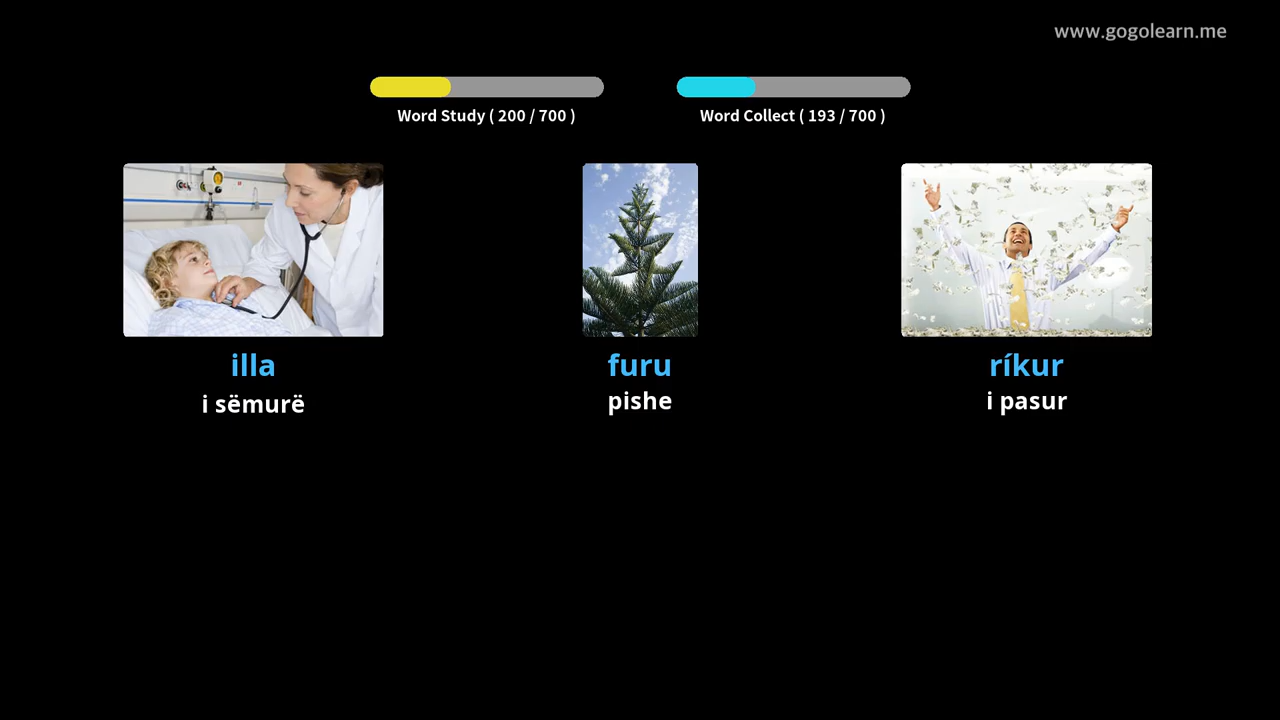 www.gogolearn.me
Word Study ( 200 / 700 )
Word Collect ( 193 / 700 )
illa
furu
ríkur
i sëmurë
pishe
i pasur